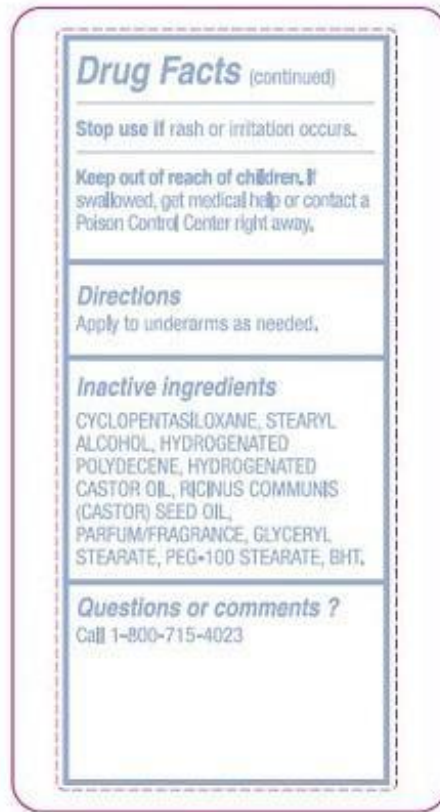 Drug Facts (continued)
Stop use if rash or irritation occurs.
Keep out of reach of children. If
swallowed, get medical help or contact a
Poison Control Center right away.
Directions
Apply to underarms as needed.
Inactive ingredients
CYCLOPENTASILOXANE, STEARYL
ALCOHOL, HYDROGENATED
POLYDECENE, HYDROGENATED
CASTOR OIL, RICINUS COMMUNIS
(CASTOR) SEED OIL,
PARFUM/FRAGRANCE, GLYCERYL
STEARATE, PEG-100 STEARATE, BHT.
Questions or comments ?
Call 1-800-715-4023